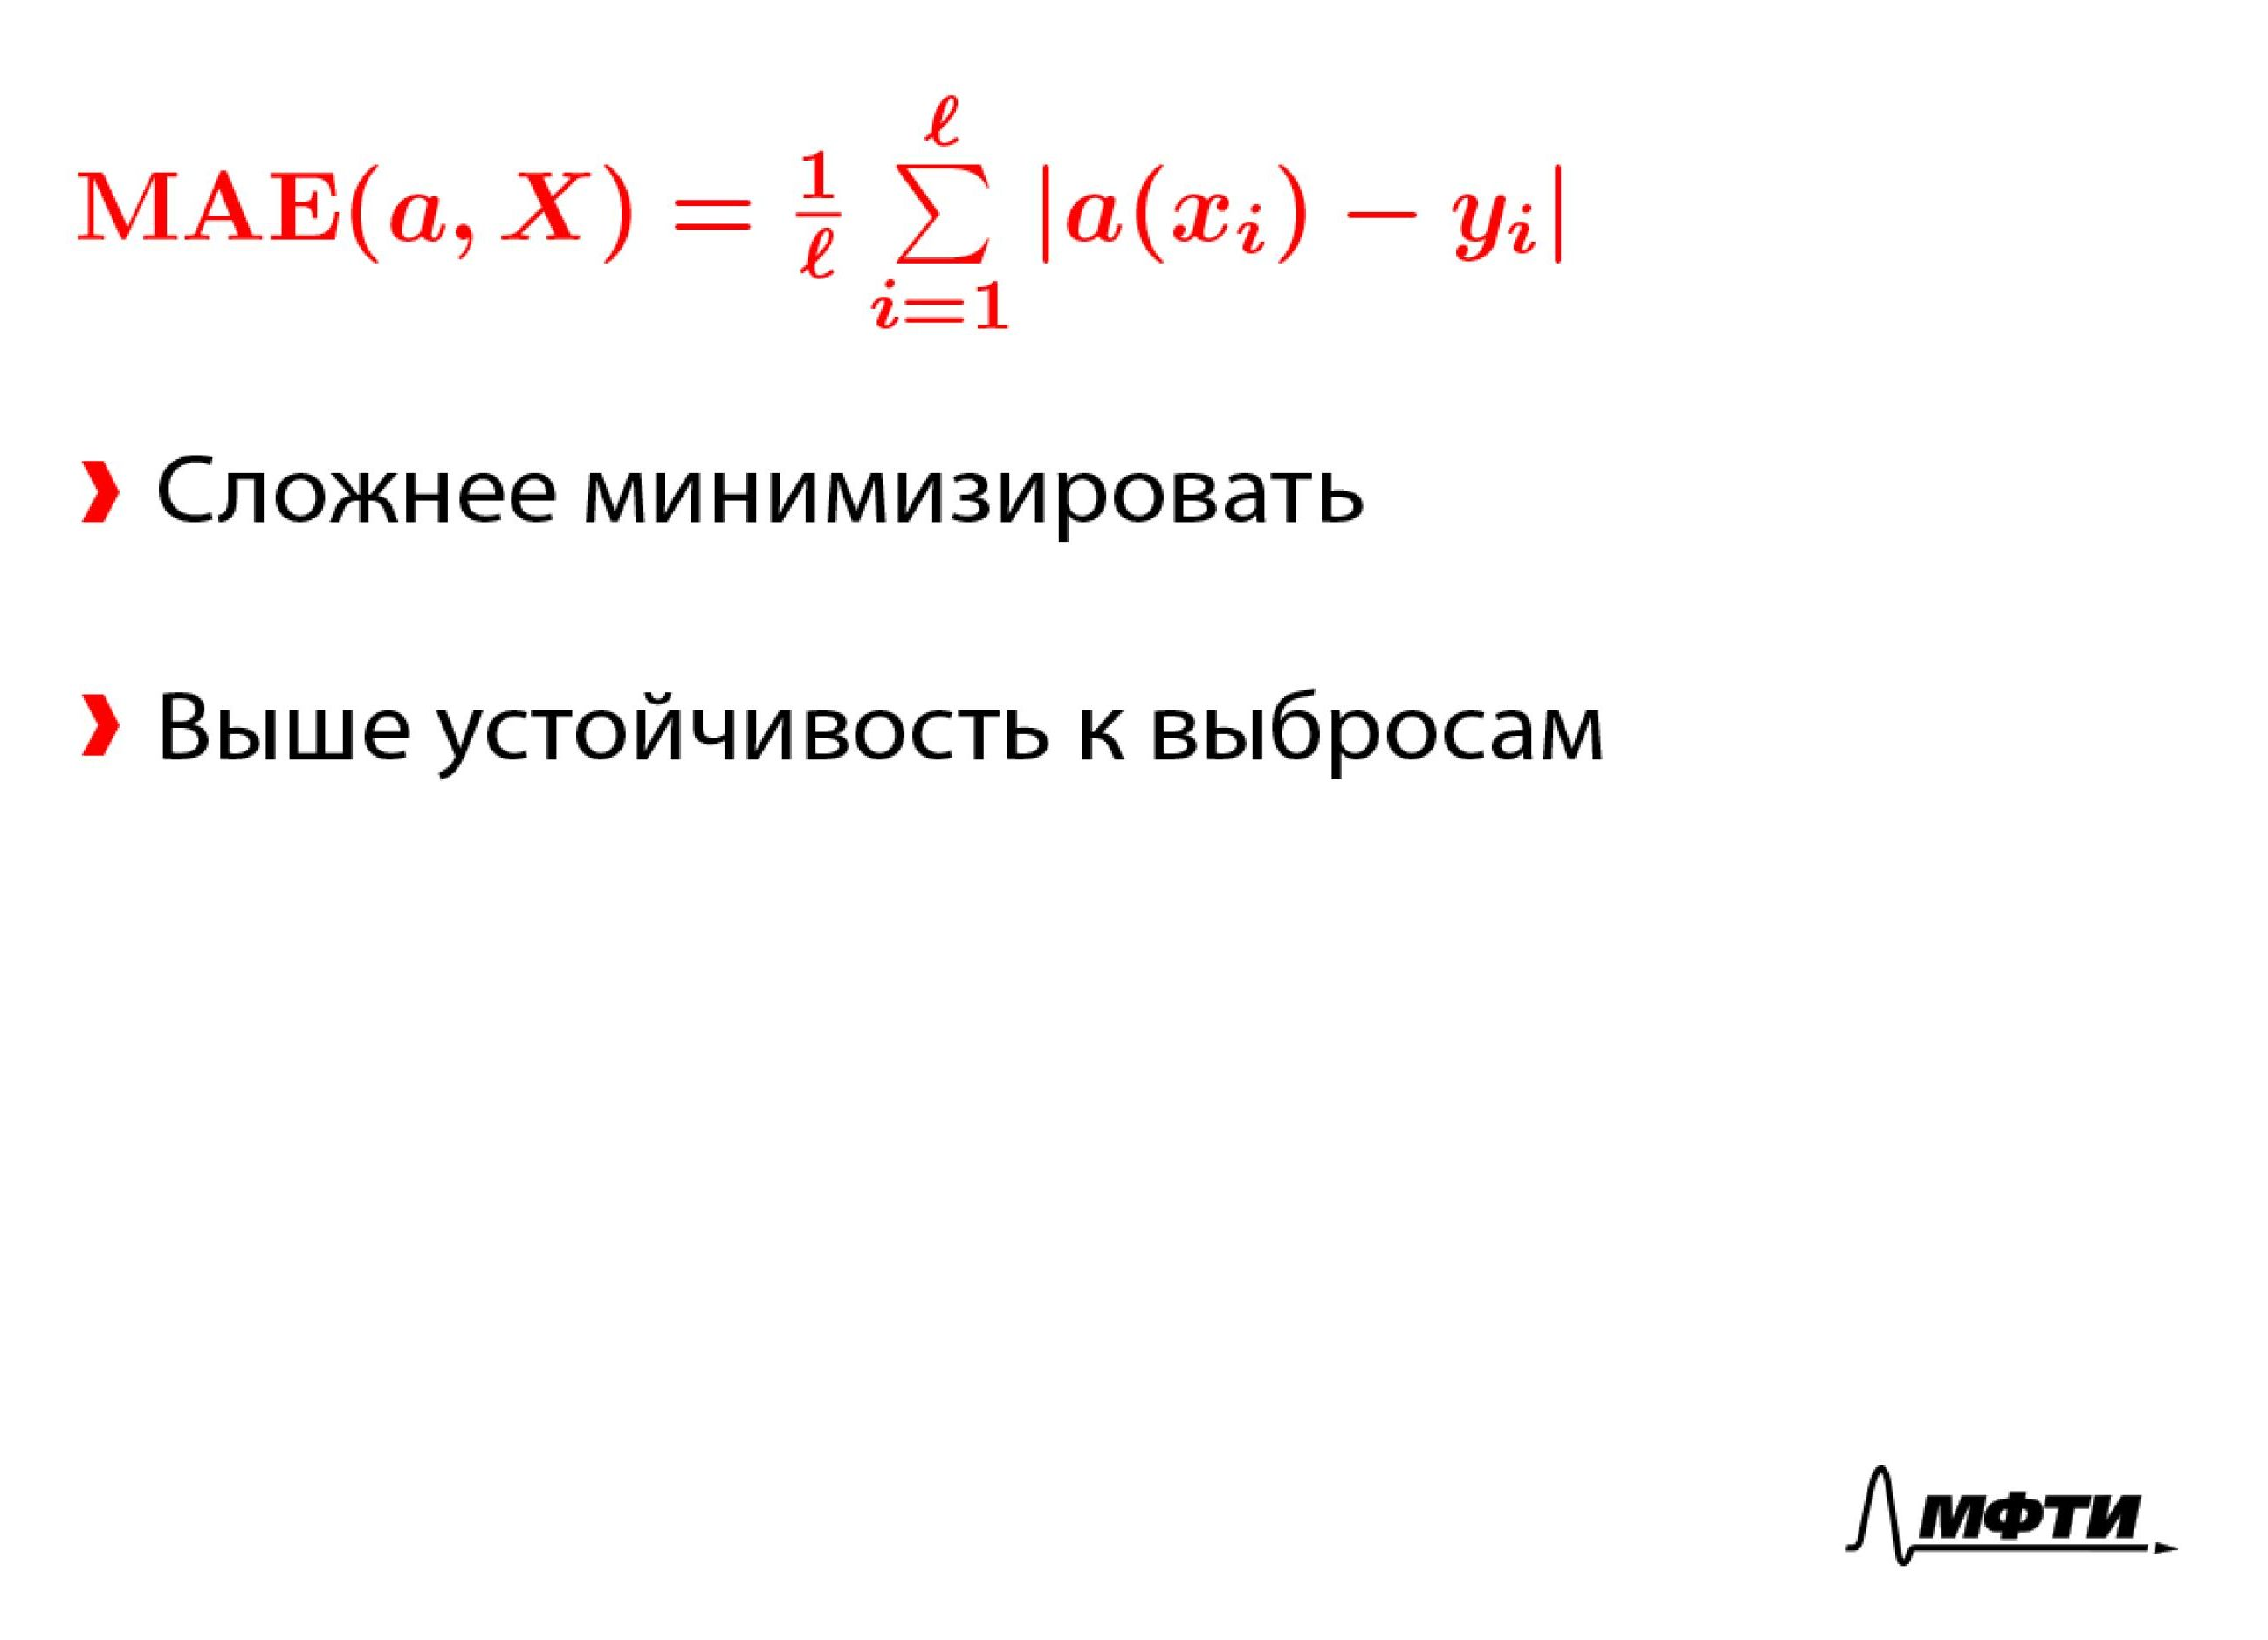 MAE(a, X) = 1/ℓ ∑_{i=1}^{ℓ} |a(x_i) − y_i|
Сложнее минимизировать
Выше устойчивость к выбросам
МФТИ